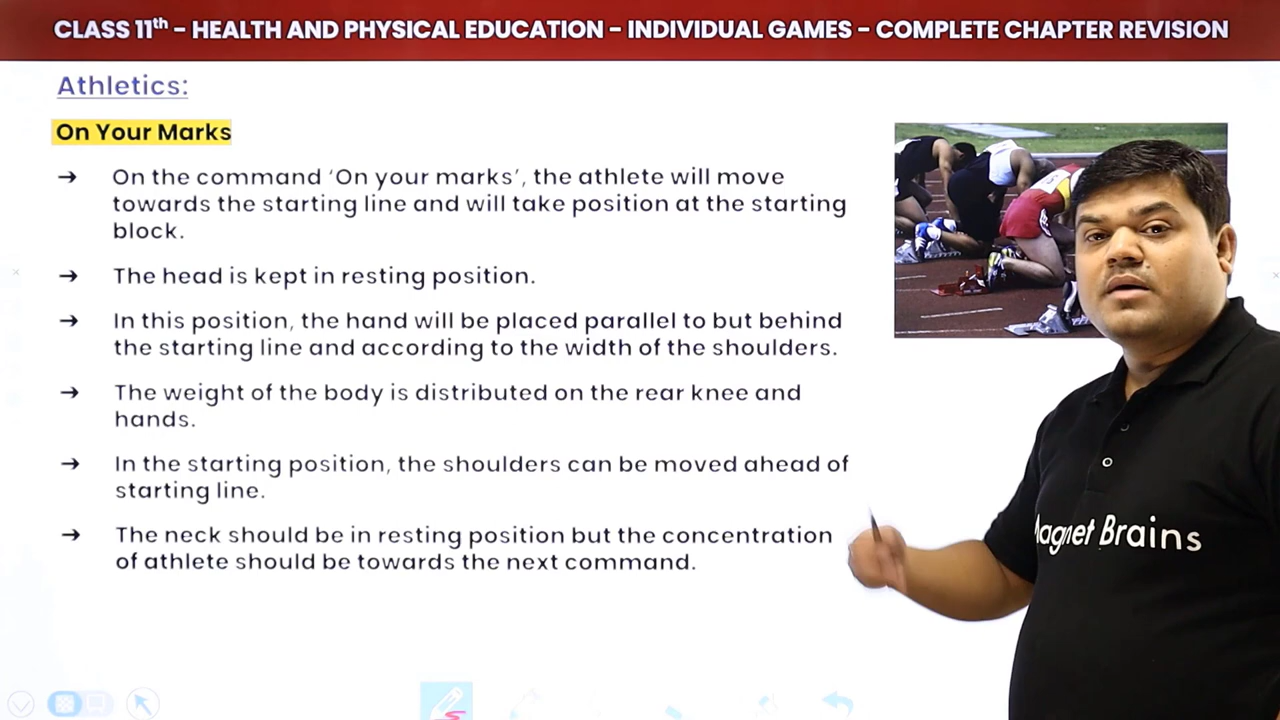 CLASS 11th - HEALTH AND PHYSICAL EDUCATION - INDIVIDUAL GAMES - COMPLETE CHAPTER REVISION
Athletics:
On Your Marks
→ On the command ‘On your marks’, the athlete will move
towards the starting line and will take position at the starting
block.
→ The head is kept in resting position.
→ In this position, the hand will be placed parallel to but behind
the starting line and according to the width of the shoulders.
→ The weight of the body is distributed on the rear knee and
hands.
→ In the starting position, the shoulders can be moved ahead of
starting line.
→ The neck should be in resting position but the concentration
of athlete should be towards the next command.
Magnet Brains